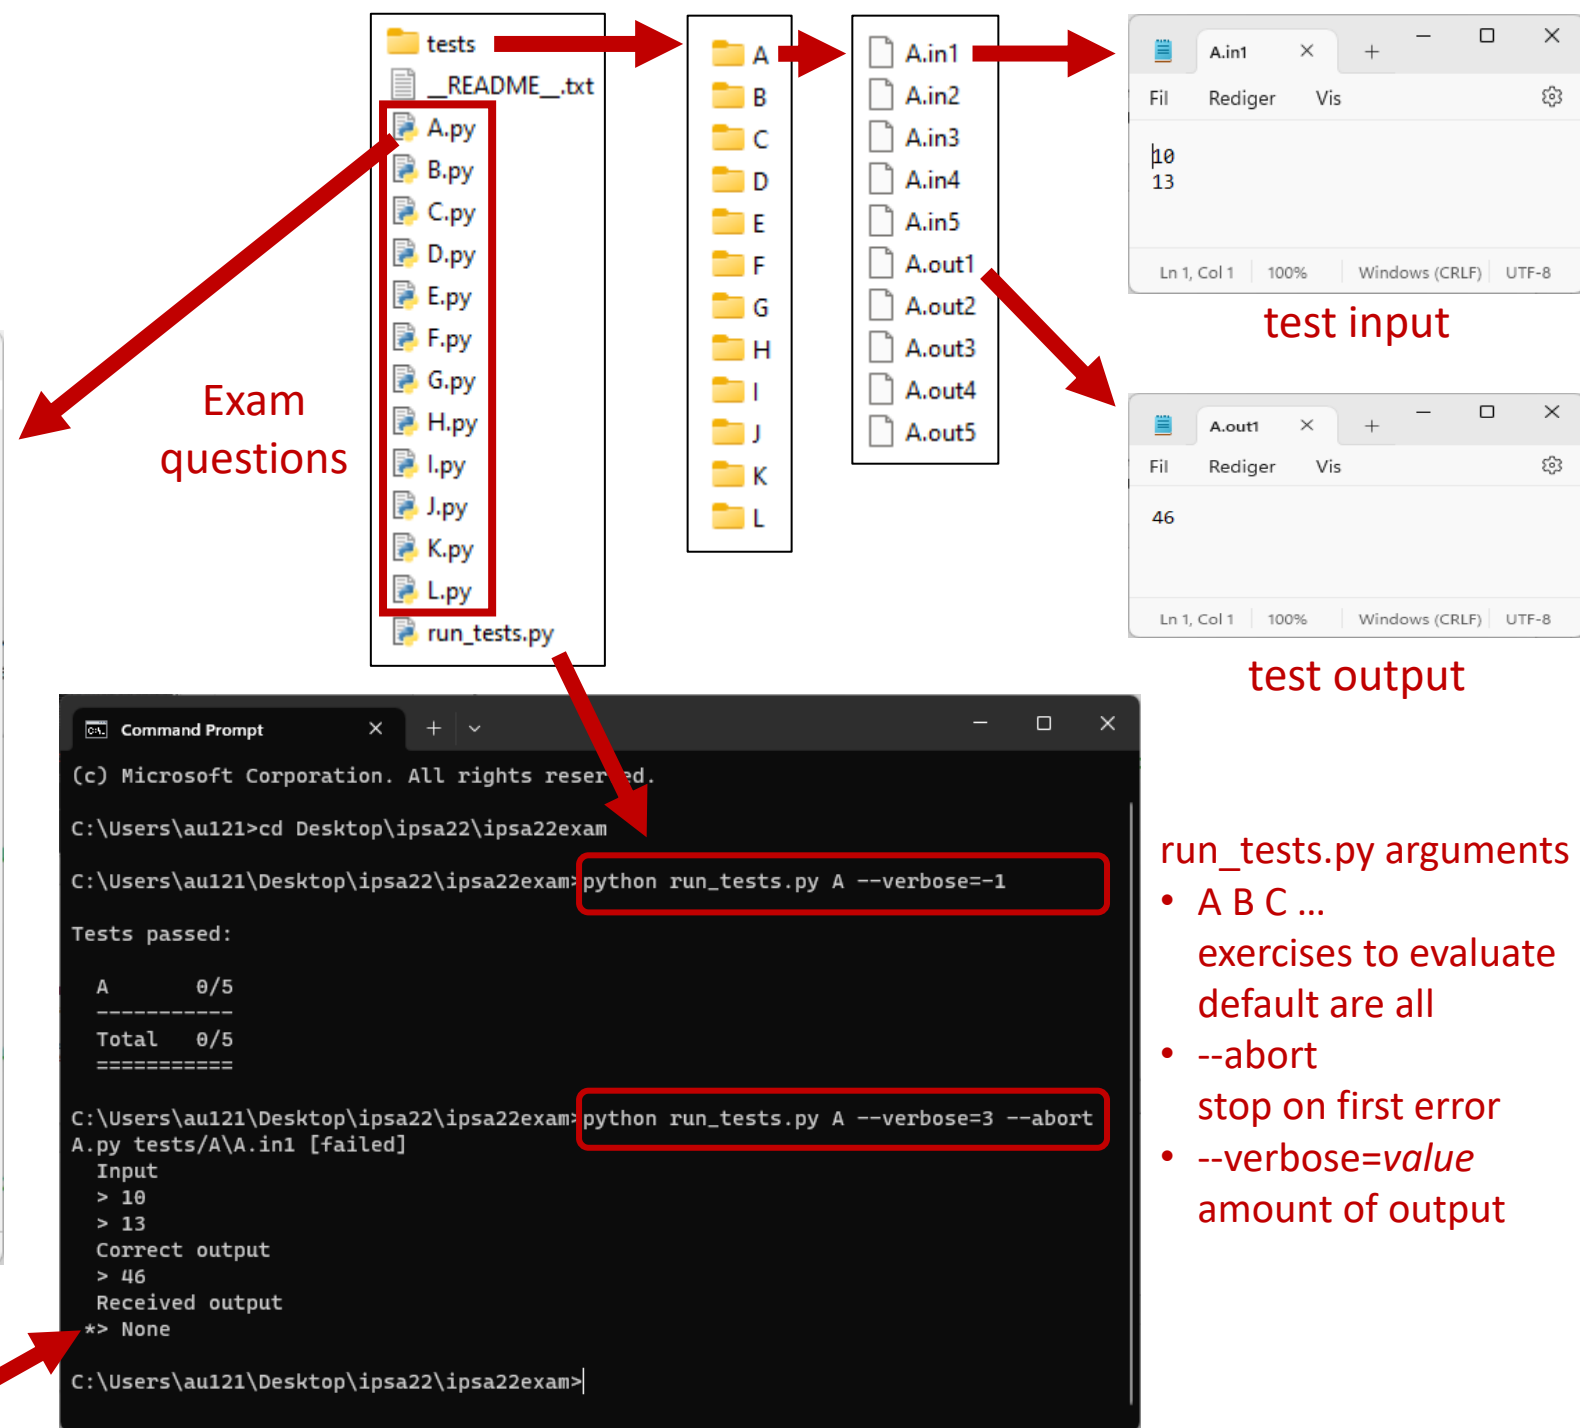 tests
__README__.txt
A.py
B.py
C.py
D.py
E.py
F.py
G.py
H.py
I.py
J.py
K.py
L.py
run_tests.py
Exam
questions
A
B
C
D
E
F
G
H
I
J
K
L
A.in1
A.in2
A.in3
A.in4
A.in5
A.out1
A.out2
A.out3
A.out4
A.out5
A.in1
Fil Rediger Vis
10
13
Ln 1, Col 1 100% Windows (CRLF) UTF-8
test input
A.out1
Fil Rediger Vis
46
Ln 1, Col 1 100% Windows (CRLF) UTF-8
test output
Command Prompt
(c) Microsoft Corporation. All rights reserved.
C:\Users\au121>cd Desktop\ipsa22\ipsa22exam
C:\Users\au121\Desktop\ipsa22\ipsa22exam>python run_tests.py A --verbose=-1
Tests passed:
A 0/5
-----------
Total 0/5
===========
C:\Users\au121\Desktop\ipsa22\ipsa22exam>python run_tests.py A --verbose=3 --abort
A.py tests/A\A.in1 [failed]
Input
> 10
> 13
Correct output
> 46
Received output
*> None
C:\Users\au121\Desktop\ipsa22\ipsa22exam>
run_tests.py arguments
• A B C …
exercises to evaluate
default are all
• --abort
stop on first error
• --verbose=value
amount of output